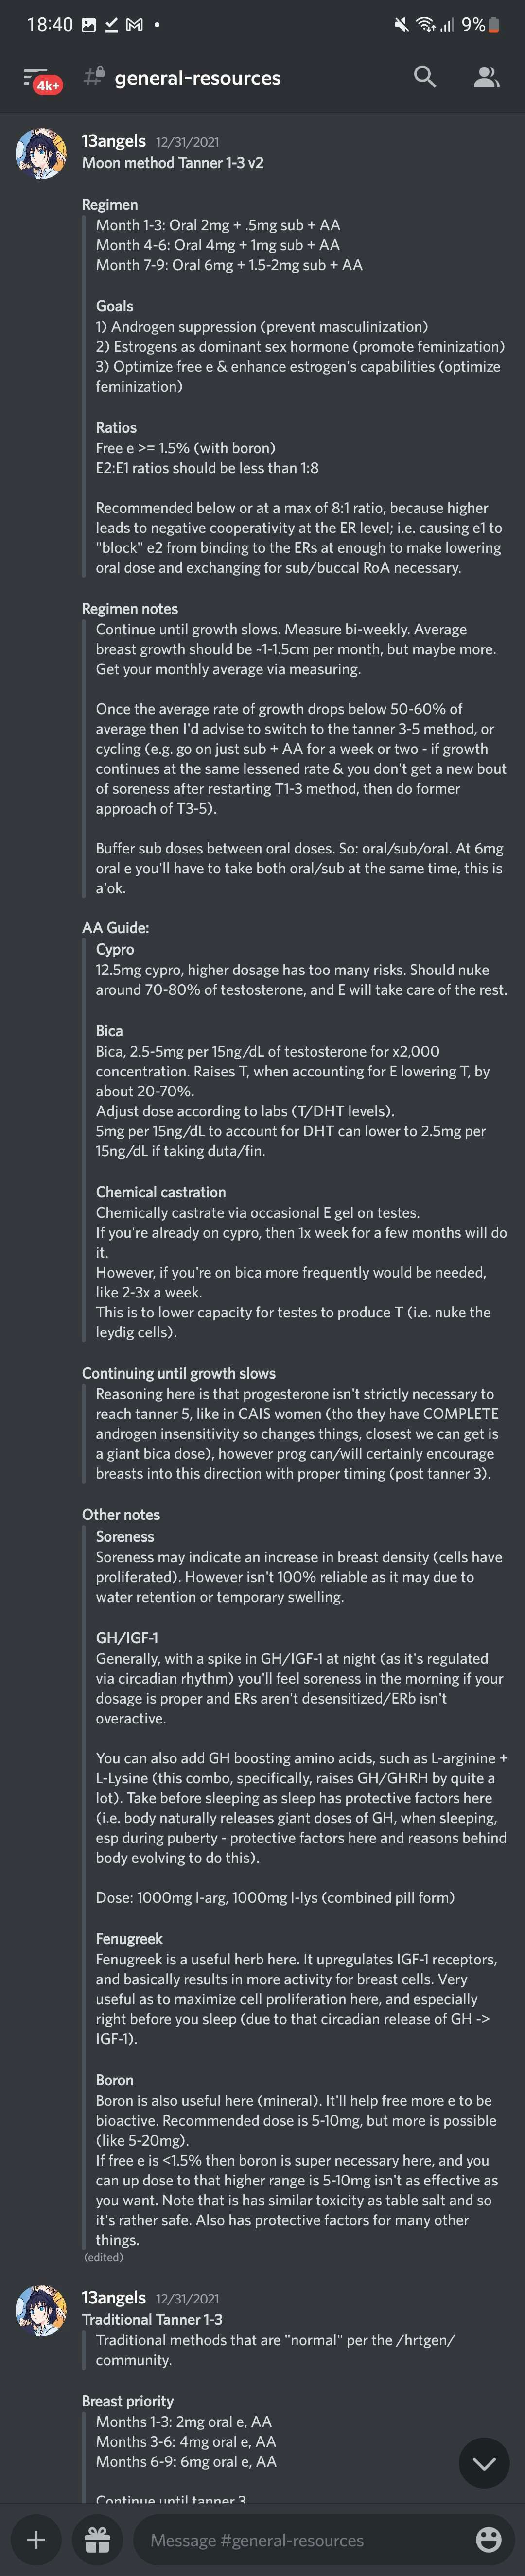 18:40
9%
4k+
general-resources
13angels 12/31/2021
Moon method Tanner 1-3 v2
Regimen
Month 1-3: Oral 2mg + .5mg sub + AA
Month 4-6: Oral 4mg + 1mg sub + AA
Month 7-9: Oral 6mg + 1.5-2mg sub + AA
Goals
1) Androgen suppression (prevent masculinization)
2) Estrogens as dominant sex hormone (promote feminization)
3) Optimize free e & enhance estrogen's capabilities (optimize
feminization)
Ratios
Free e >= 1.5% (with boron)
E2:E1 ratios should be less than 1:8
Recommended below or at a max of 8:1 ratio, because higher
leads to negative cooperativity at the ER level; i.e. causing e1 to
"block" e2 from binding to the ERs at enough to make lowering
oral dose and exchanging for sub/buccal RoA necessary.
Regimen notes
Continue until growth slows. Measure bi-weekly. Average
breast growth should be ~1-1.5cm per month, but maybe more.
Get your monthly average via measuring.
Once the average rate of growth drops below 50-60% of
average then I'd advise to switch to the tanner 3-5 method, or
cycling (e.g. go on just sub + AA for a week or two - if growth
continues at the same lessened rate & you don't get a new bout
of soreness after restarting T1-3 method, then do former
approach of T3-5).
Buffer sub doses between oral doses. So: oral/sub/oral. At 6mg
oral e you'll have to take both oral/sub at the same time, this is
a'ok.
AA Guide:
Cypro
12.5mg cypro, higher dosage has too many risks. Should nuke
around 70-80% of testosterone, and E will take care of the rest.
Bica
Bica, 2.5-5mg per 15ng/dL of testosterone for x2,000
concentration. Raises T, when accounting for E lowering T, by
about 20-70%.
Adjust dose according to labs (T/DHT levels).
5mg per 15ng/dL to account for DHT can lower to 2.5mg per
15ng/dL if taking duta/fin.
Chemical castration
Chemically castrate via occasional E gel on testes.
If you're already on cypro, then 1x week for a few months will do
it.
However, if you're on bica more frequently would be needed,
like 2-3x a week.
This is to lower capacity for testes to produce T (i.e. nuke the
leydig cells).
Continuing until growth slows
Reasoning here is that progesterone isn't strictly necessary to
reach tanner 5, like in CAIS women (tho they have COMPLETE
androgen insensitivity so changes things, closest we can get is
a giant bica dose), however prog can/will certainly encourage
breasts into this direction with proper timing (post tanner 3).
Other notes
Soreness
Soreness may indicate an increase in breast density (cells have
proliferated). However isn't 100% reliable as it may due to
water retention or temporary swelling.
GH/IGF-1
Generally, with a spike in GH/IGF-1 at night (as it's regulated
via circadian rhythm) you'll feel soreness in the morning if your
dosage is proper and ERs aren't desensitized/ERb isn't
overactive.
You can also add GH boosting amino acids, such as L-arginine +
L-Lysine (this combo, specifically, raises GH/GHRH by quite a
lot). Take before sleeping as sleep has protective factors here
(i.e. body naturally releases giant doses of GH, when sleeping,
esp during puberty - protective factors here and reasons behind
body evolving to do this).
Dose: 1000mg l-arg, 1000mg l-lys (combined pill form)
Fenugreek
Fenugreek is a useful herb here. It upregulates IGF-1 receptors,
and basically results in more activity for breast cells. Very
useful as to maximize cell proliferation here, and especially
right before you sleep (due to that circadian release of GH ->
IGF-1).
Boron
Boron is also useful here (mineral). It'll help free more e to be
bioactive. Recommended dose is 5-10mg, but more is possible
(like 5-20mg).
If free e is <1.5% then boron is super necessary here, and you
can up dose to that higher range is 5-10mg isn't as effective as
you want. Note that is has similar toxicity as table salt and so
it's rather safe. Also has protective factors for many other
things.
(edited)
13angels 12/31/2021
Traditional Tanner 1-3
Traditional methods that are "normal" per the /hrtgen/
community.
Breast priority
Months 1-3: 2mg oral e, AA
Months 3-6: 4mg oral e, AA
Months 6-9: 6mg oral e, AA
Continue until tanner 3
Message #general-resources